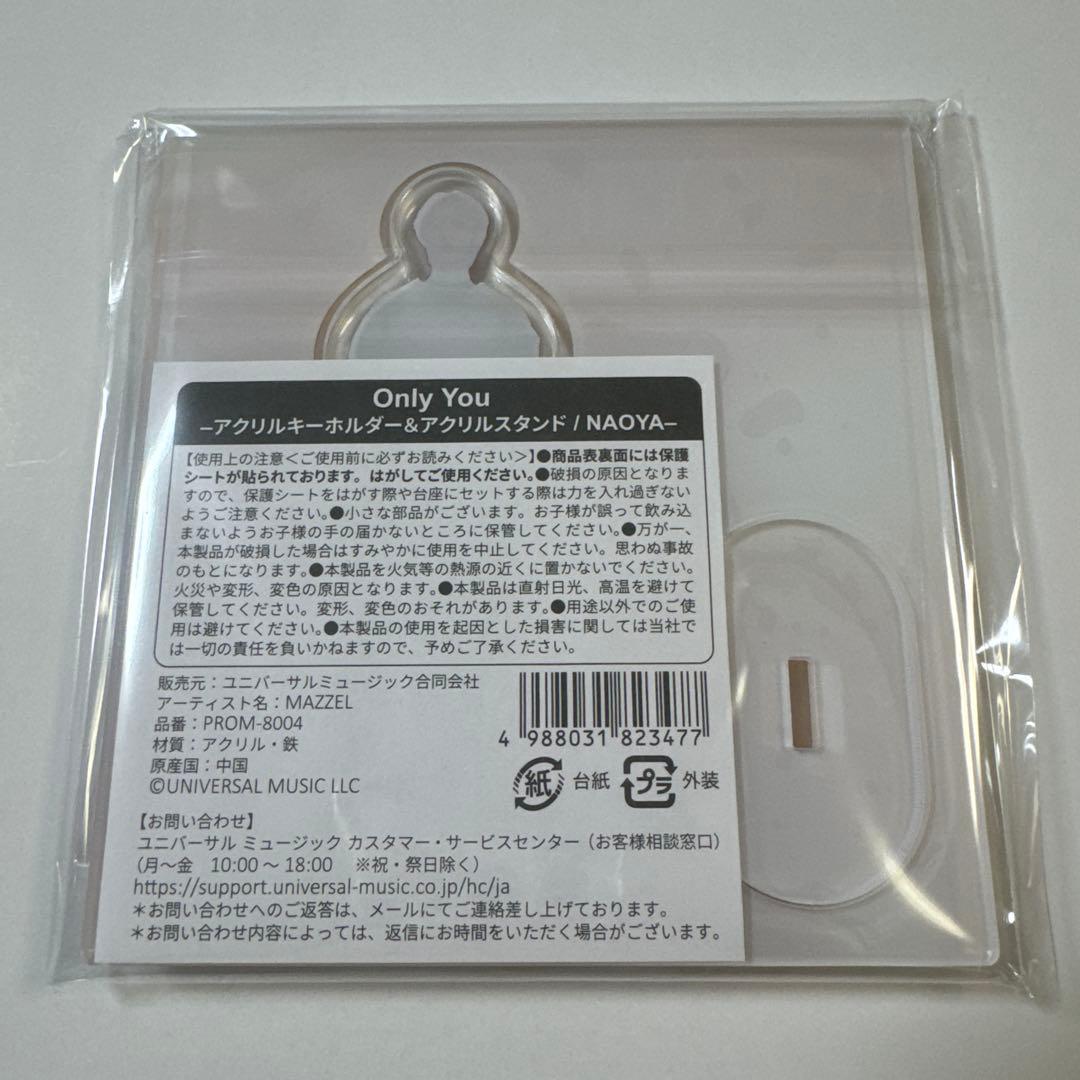 Only You
–アクリルキーホルダー&アクリルスタンド / NAOYA–
【使用上の注意<ご使用前に必ずお読みください>】●商品表裏面には保護
シートが貼られております。はがしてご使用ください。●破損の原因となりま
すので、保護シートをはがす際や台座にセットする際は力を入れ過ぎない
ようご注意ください。●小さな部品がございます。お子様が誤って飲み込
まないようお子様の手の届かないところに保管してください。●万が一、
本製品が破損した場合はすみやかに使用を中止してください。思わぬ事故
のもとになります。●本製品を火気等の熱源の近くに置かないでください。
火災や変形、変色の原因となります。●本製品は直射日光、高温を避けて
保管してください。変形、変色のおそれがあります。●用途以外でのご使
用は避けてください。●本製品の使用を起因とした損害に関しては当社で
は一切の責任を負いかねますので、予めご了承ください。
販売元：ユニバーサルミュージック合同会社
アーティスト名：MAZZEL
品番：PROM-8004
材質：アクリル・鉄
原産国：中国
©UNIVERSAL MUSIC LLC
4 988031 823477
紙 台紙 プラ 外装
【お問い合わせ】
ユニバーサル ミュージック カスタマー・サービスセンター（お客様相談窓口）
（月〜金 10:00 〜 18:00 ※祝・祭日除く）
https://support.universal-music.co.jp/hc/ja
＊お問い合わせへのご返答は、メールにてご連絡差し上げております。
＊お問い合わせ内容によっては、返信にお時間をいただく場合がございます。